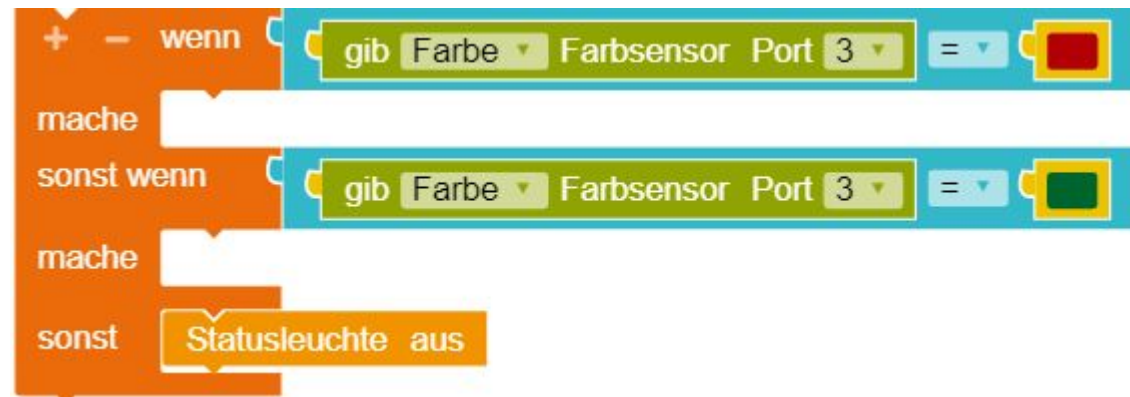 + - wenn gib Farbe Farbsensor Port 3 =
mache
sonst wenn gib Farbe Farbsensor Port 3 =
mache
sonst Statusleuchte aus